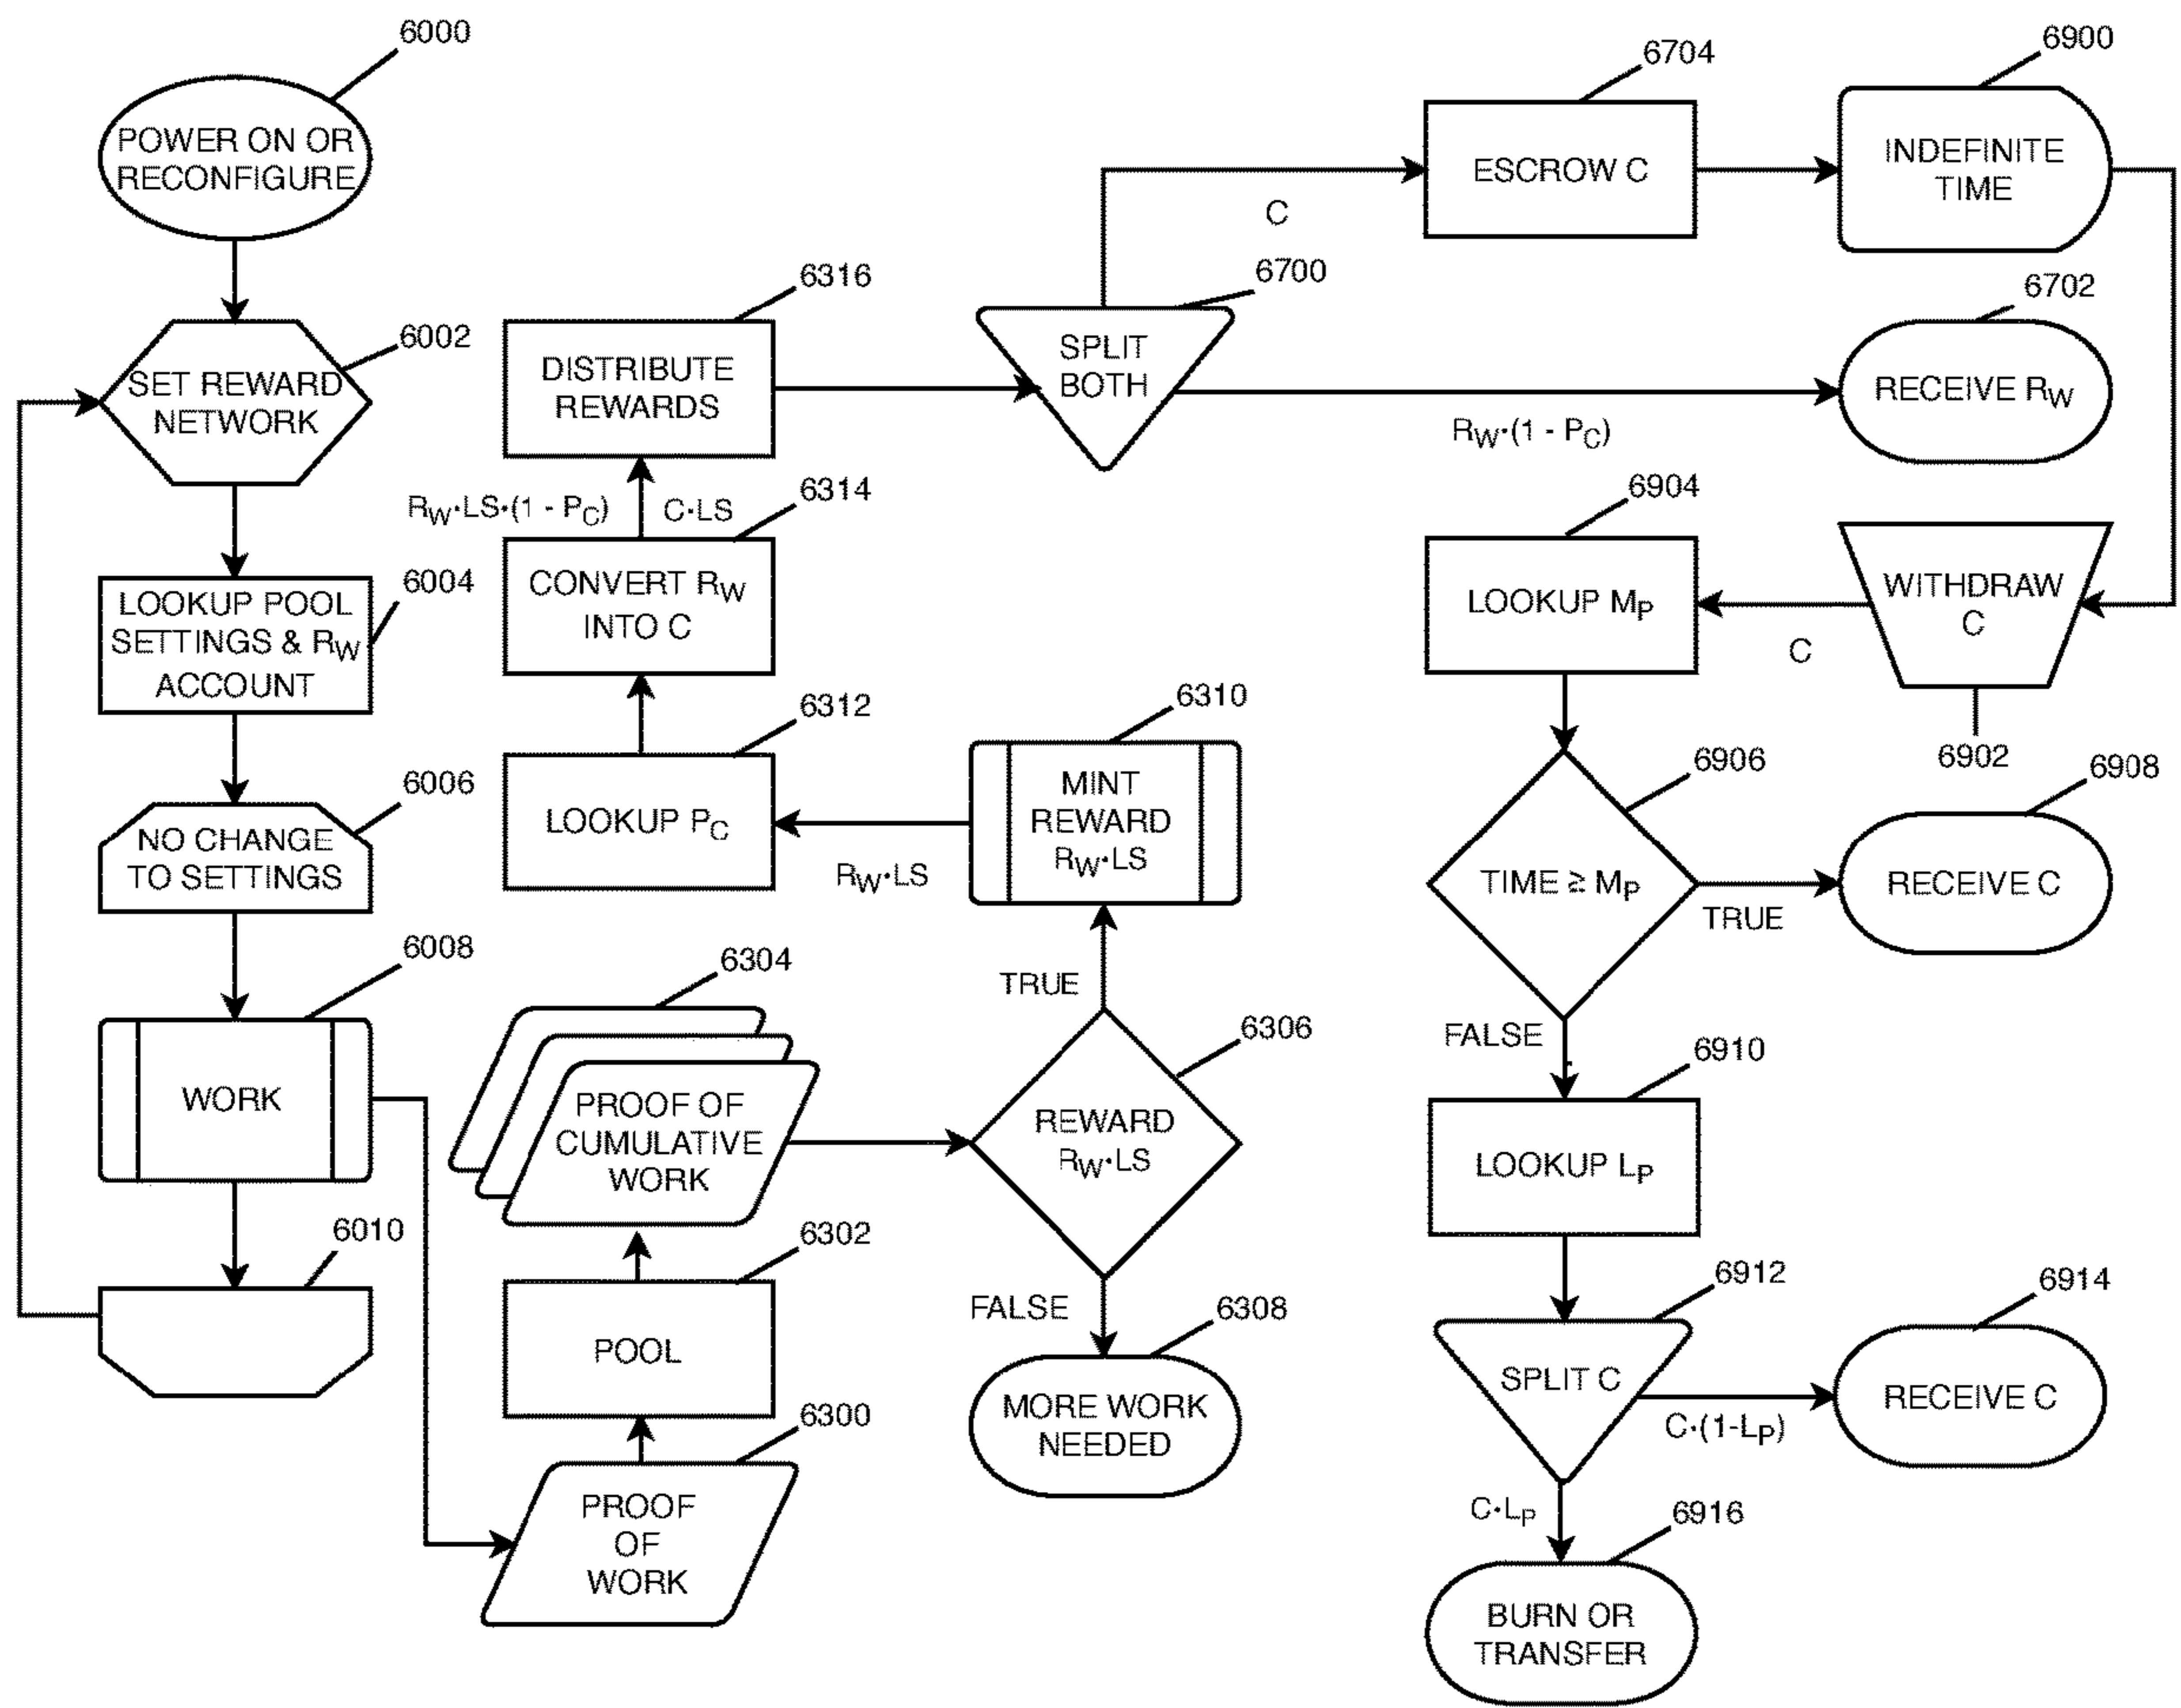 6000
POWER ON OR
RECONFIGURE
6002
SET REWARD
NETWORK
6004
LOOKUP POOL
SETTINGS & RW
ACCOUNT
6006
NO CHANGE
TO SETTINGS
6008
WORK
6010
6300
PROOF
OF
WORK
6302
POOL
6304
PROOF OF
CUMULATIVE
WORK
6306
REWARD
RW·LS
FALSE
6308
MORE WORK
NEEDED
TRUE
6310
MINT
REWARD
RW·LS
RW·LS
6312
LOOKUP PC
6314
CONVERT RW
INTO C
RW·LS·(1 - PC)
C·LS
6316
DISTRIBUTE
REWARDS
6700
SPLIT
BOTH
RW·(1 - PC)
6702
RECEIVE RW
C
6704
ESCROW C
6900
INDEFINITE
TIME
WITHDRAW
C
6902
C
6904
LOOKUP MP
6906
TIME ≥ MP
TRUE
6908
RECEIVE C
FALSE
6910
LOOKUP LP
6912
SPLIT C
C·(1-LP)
6914
RECEIVE C
C·LP
6916
BURN OR
TRANSFER